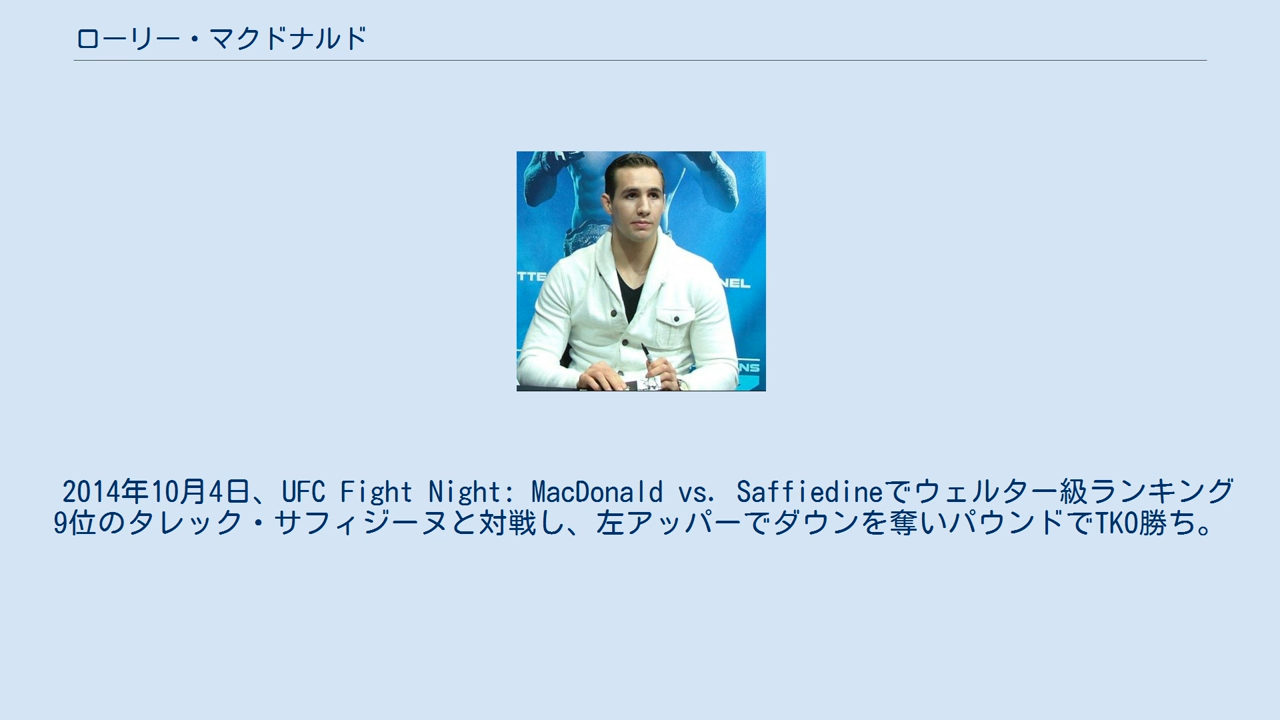 ローリー・マクドナルド
TTE
NEL
NS
2014年10月4日、UFC Fight Night: MacDonald vs. Saffiedineでウェルター級ランキング
9位のタレック・サフィジーヌと対戦し、左アッパーでダウンを奪いパウンドでTKO勝ち。